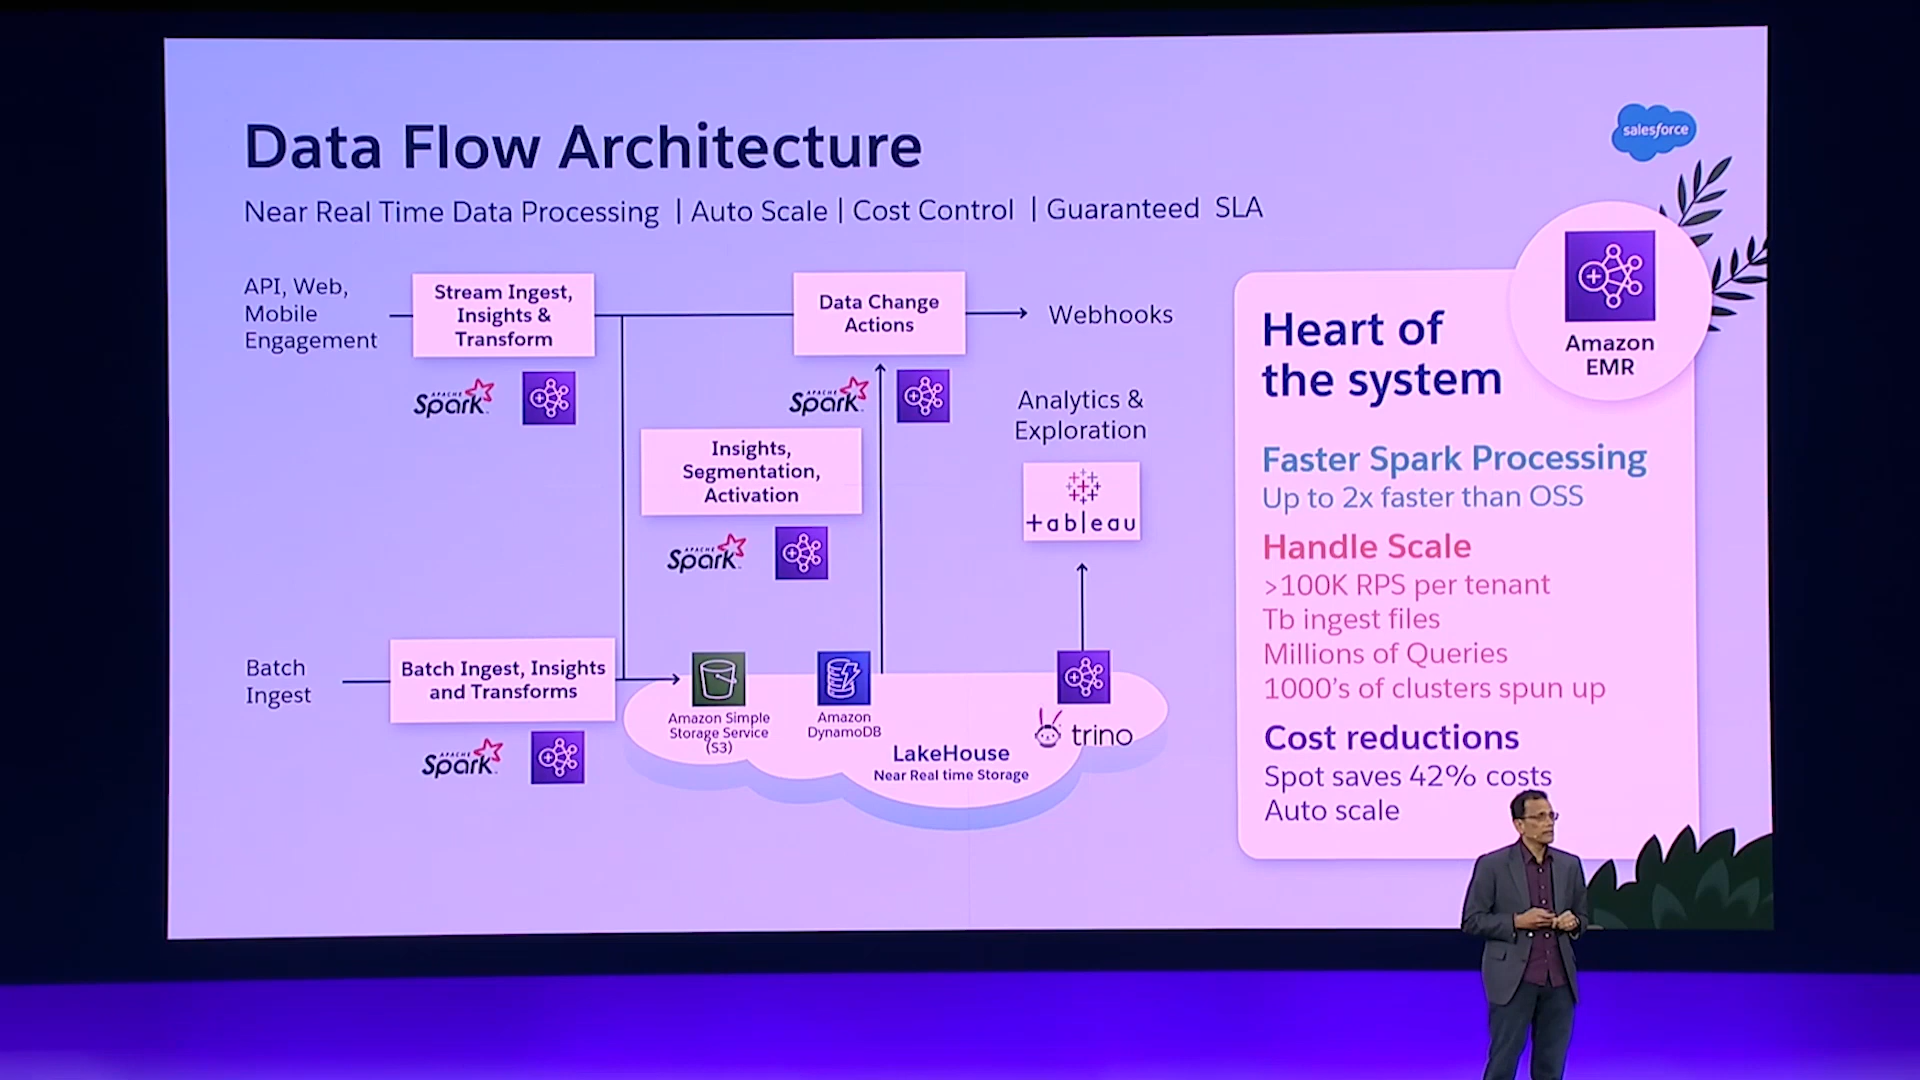 salesforce
Data Flow Architecture
Near Real Time Data Processing | Auto Scale | Cost Control | Guaranteed SLA
API, Web,
Mobile
Engagement
Stream Ingest,
Insights &
Transform
APACHE
Spark
Data Change
Actions
APACHE
Spark
Webhooks
Insights,
Segmentation,
Activation
APACHE
Spark
Analytics &
Exploration
+ableau
Batch
Ingest
Batch Ingest, Insights
and Transforms
APACHE
Spark
Amazon Simple
Storage Service
(S3)
Amazon
DynamoDB
LakeHouse
Near Real time Storage
trino
Amazon
EMR
Heart of
the system
Faster Spark Processing
Up to 2x faster than OSS
Handle Scale
>100K RPS per tenant
Tb ingest files
Millions of Queries
1000's of clusters spun up
Cost reductions
Spot saves 42% costs
Auto scale